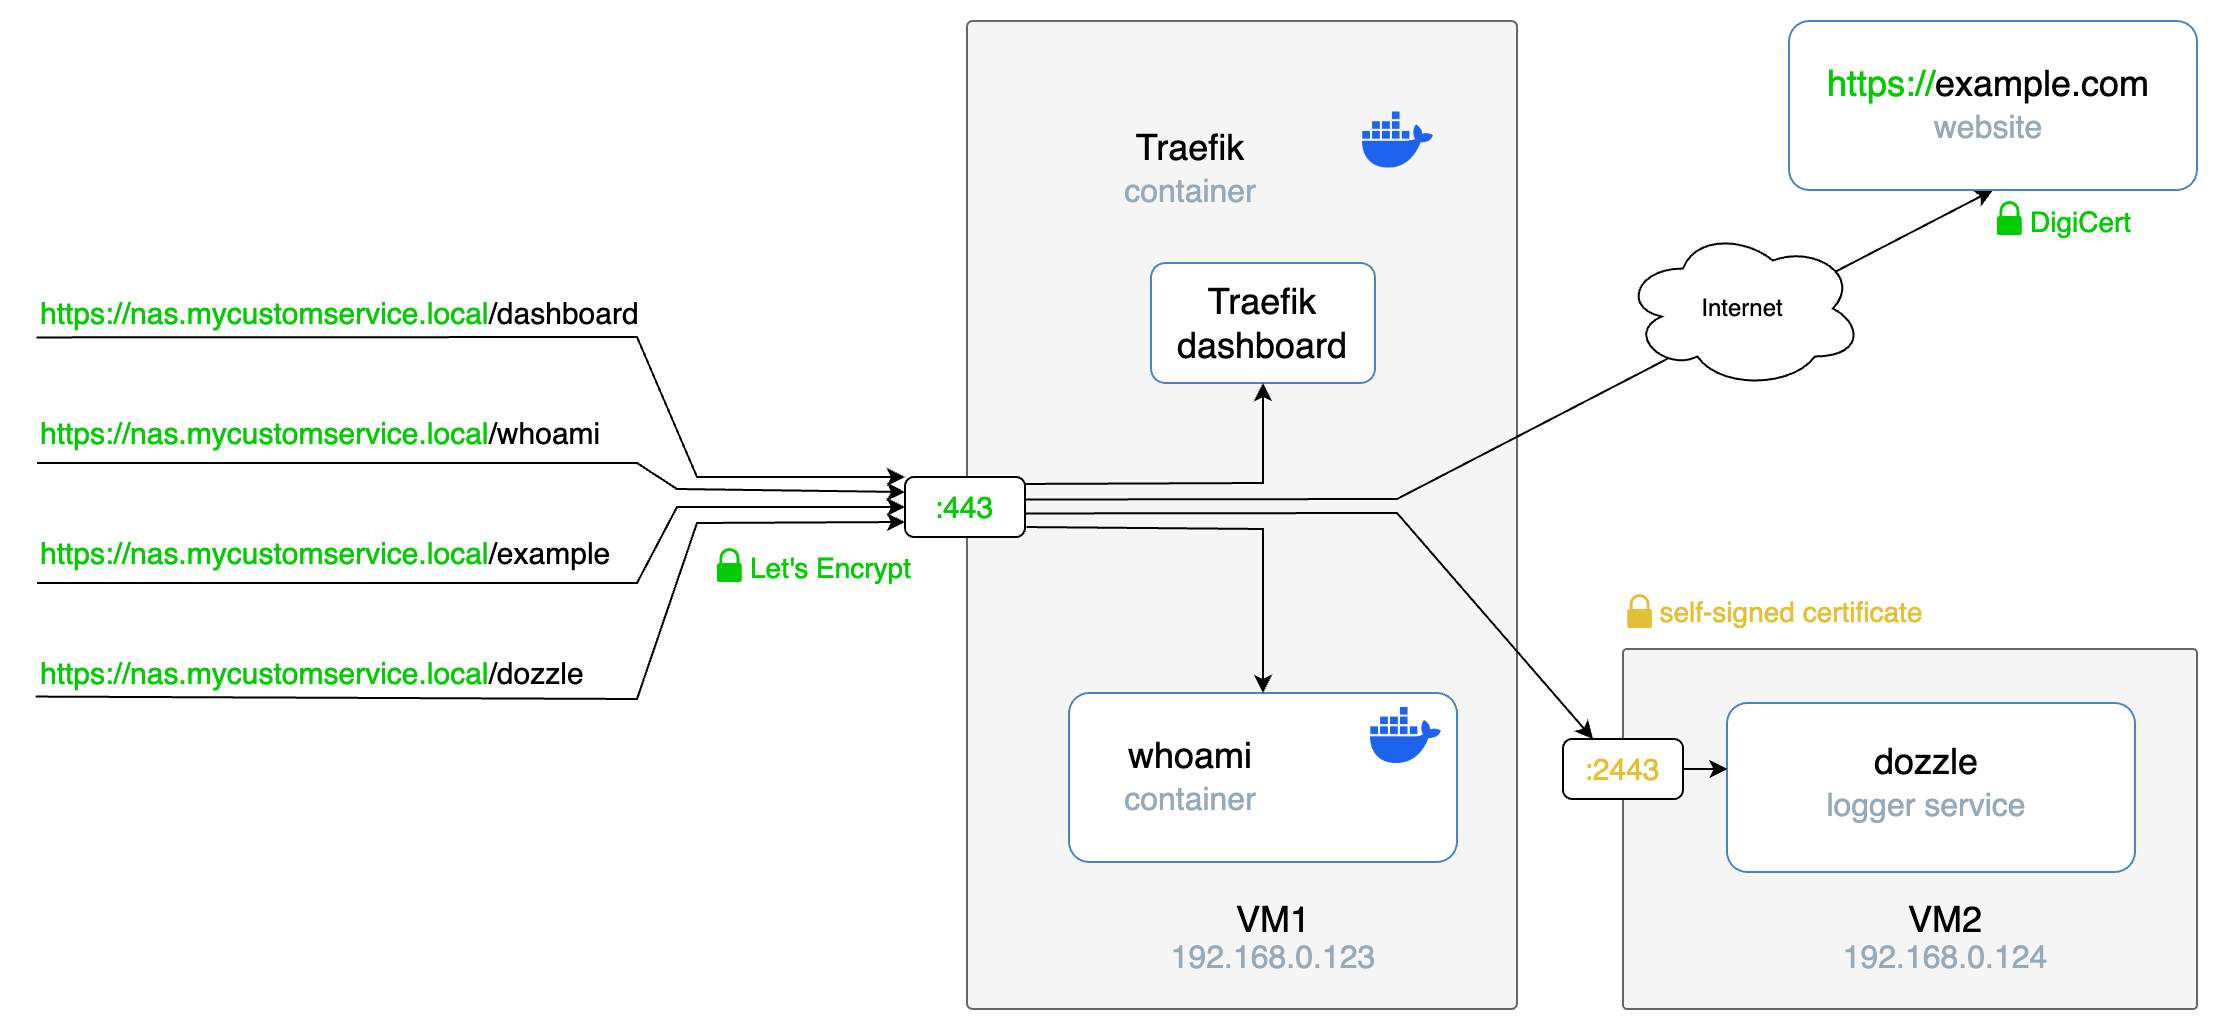 https://nas.mycustomservice.local/dashboard
https://nas.mycustomservice.local/whoami
https://nas.mycustomservice.local/example
https://nas.mycustomservice.local/dozzle
Let's Encrypt
:443
Traefik
container
Traefik
dashboard
whoami
container
VM1
192.168.0.123
https://example.com
website
DigiCert
Internet
self-signed certificate
:2443
dozzle
logger service
VM2
192.168.0.124